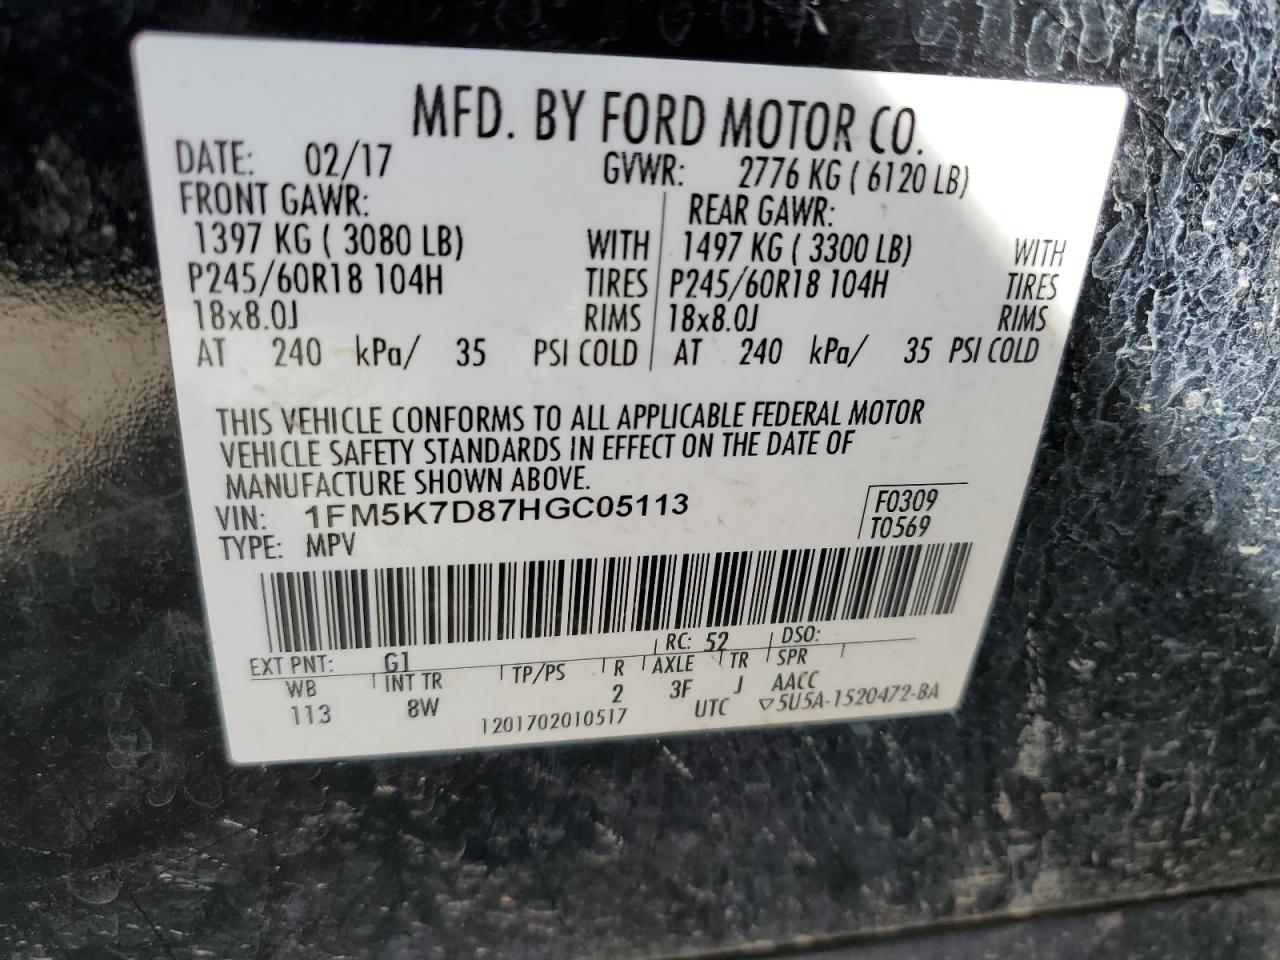 MFD. BY FORD MOTOR CO.
DATE: 02/17 GVWR: 2776 KG ( 6120 LB)
FRONT GAWR: REAR GAWR:
1397 KG ( 3080 LB) WITH 1497 KG ( 3300 LB) WITH
P245/60R18 104H TIRES P245/60R18 104H TIRES
18x8.0J RIMS 18x8.0J RIMS
AT 240 kPa/ 35 PSI COLD AT 240 kPa/ 35 PSI COLD
THIS VEHICLE CONFORMS TO ALL APPLICABLE FEDERAL MOTOR
VEHICLE SAFETY STANDARDS IN EFFECT ON THE DATE OF
MANUFACTURE SHOWN ABOVE.
VIN: 1FM5K7D87HGC05113 F0309
TYPE: MPV T0569
EXT PNT: G1 RC: 52 DSO:
WB INT TR TP/PS R AXLE TR SPR
113 8W 2 3F J AACC
1201702010517 UTC ▽5U5A-1520472-BA